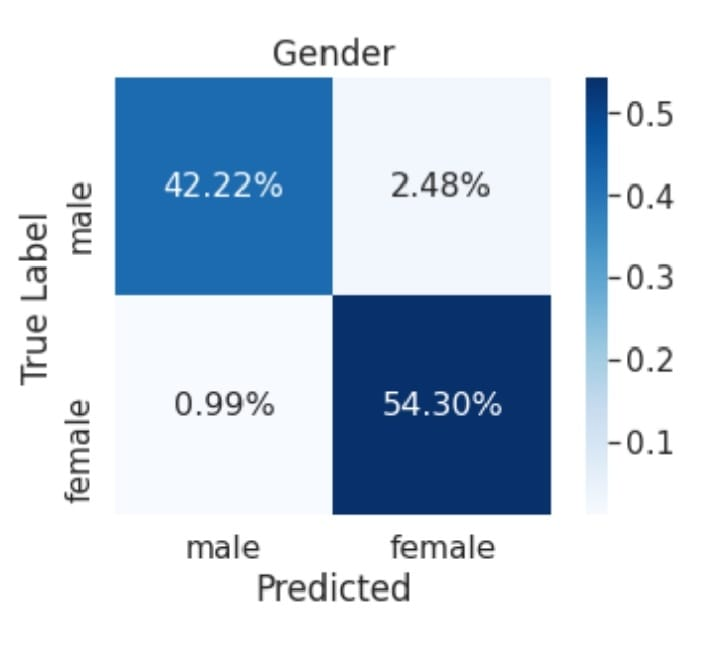 Gender
True Label
male
female
42.22%
2.48%
0.99%
54.30%
male
female
Predicted
0.5
0.4
0.3
0.2
0.1